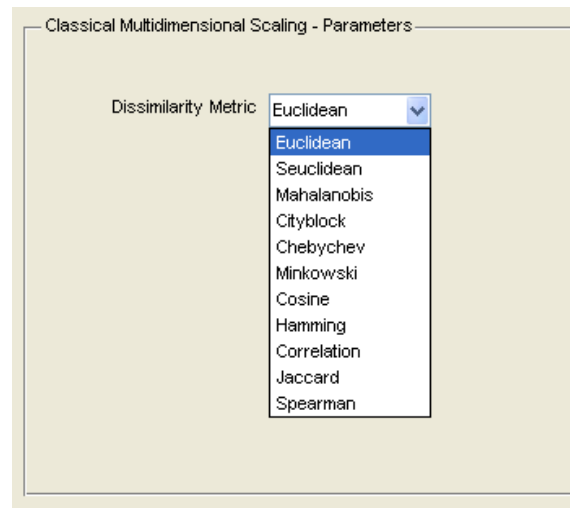 Classical Multidimensional Scaling - Parameters
Dissimilarity Metric Euclidean
Euclidean
Seuclidean
Mahalanobis
Cityblock
Chebychev
Minkowski
Cosine
Hamming
Correlation
Jaccard
Spearman